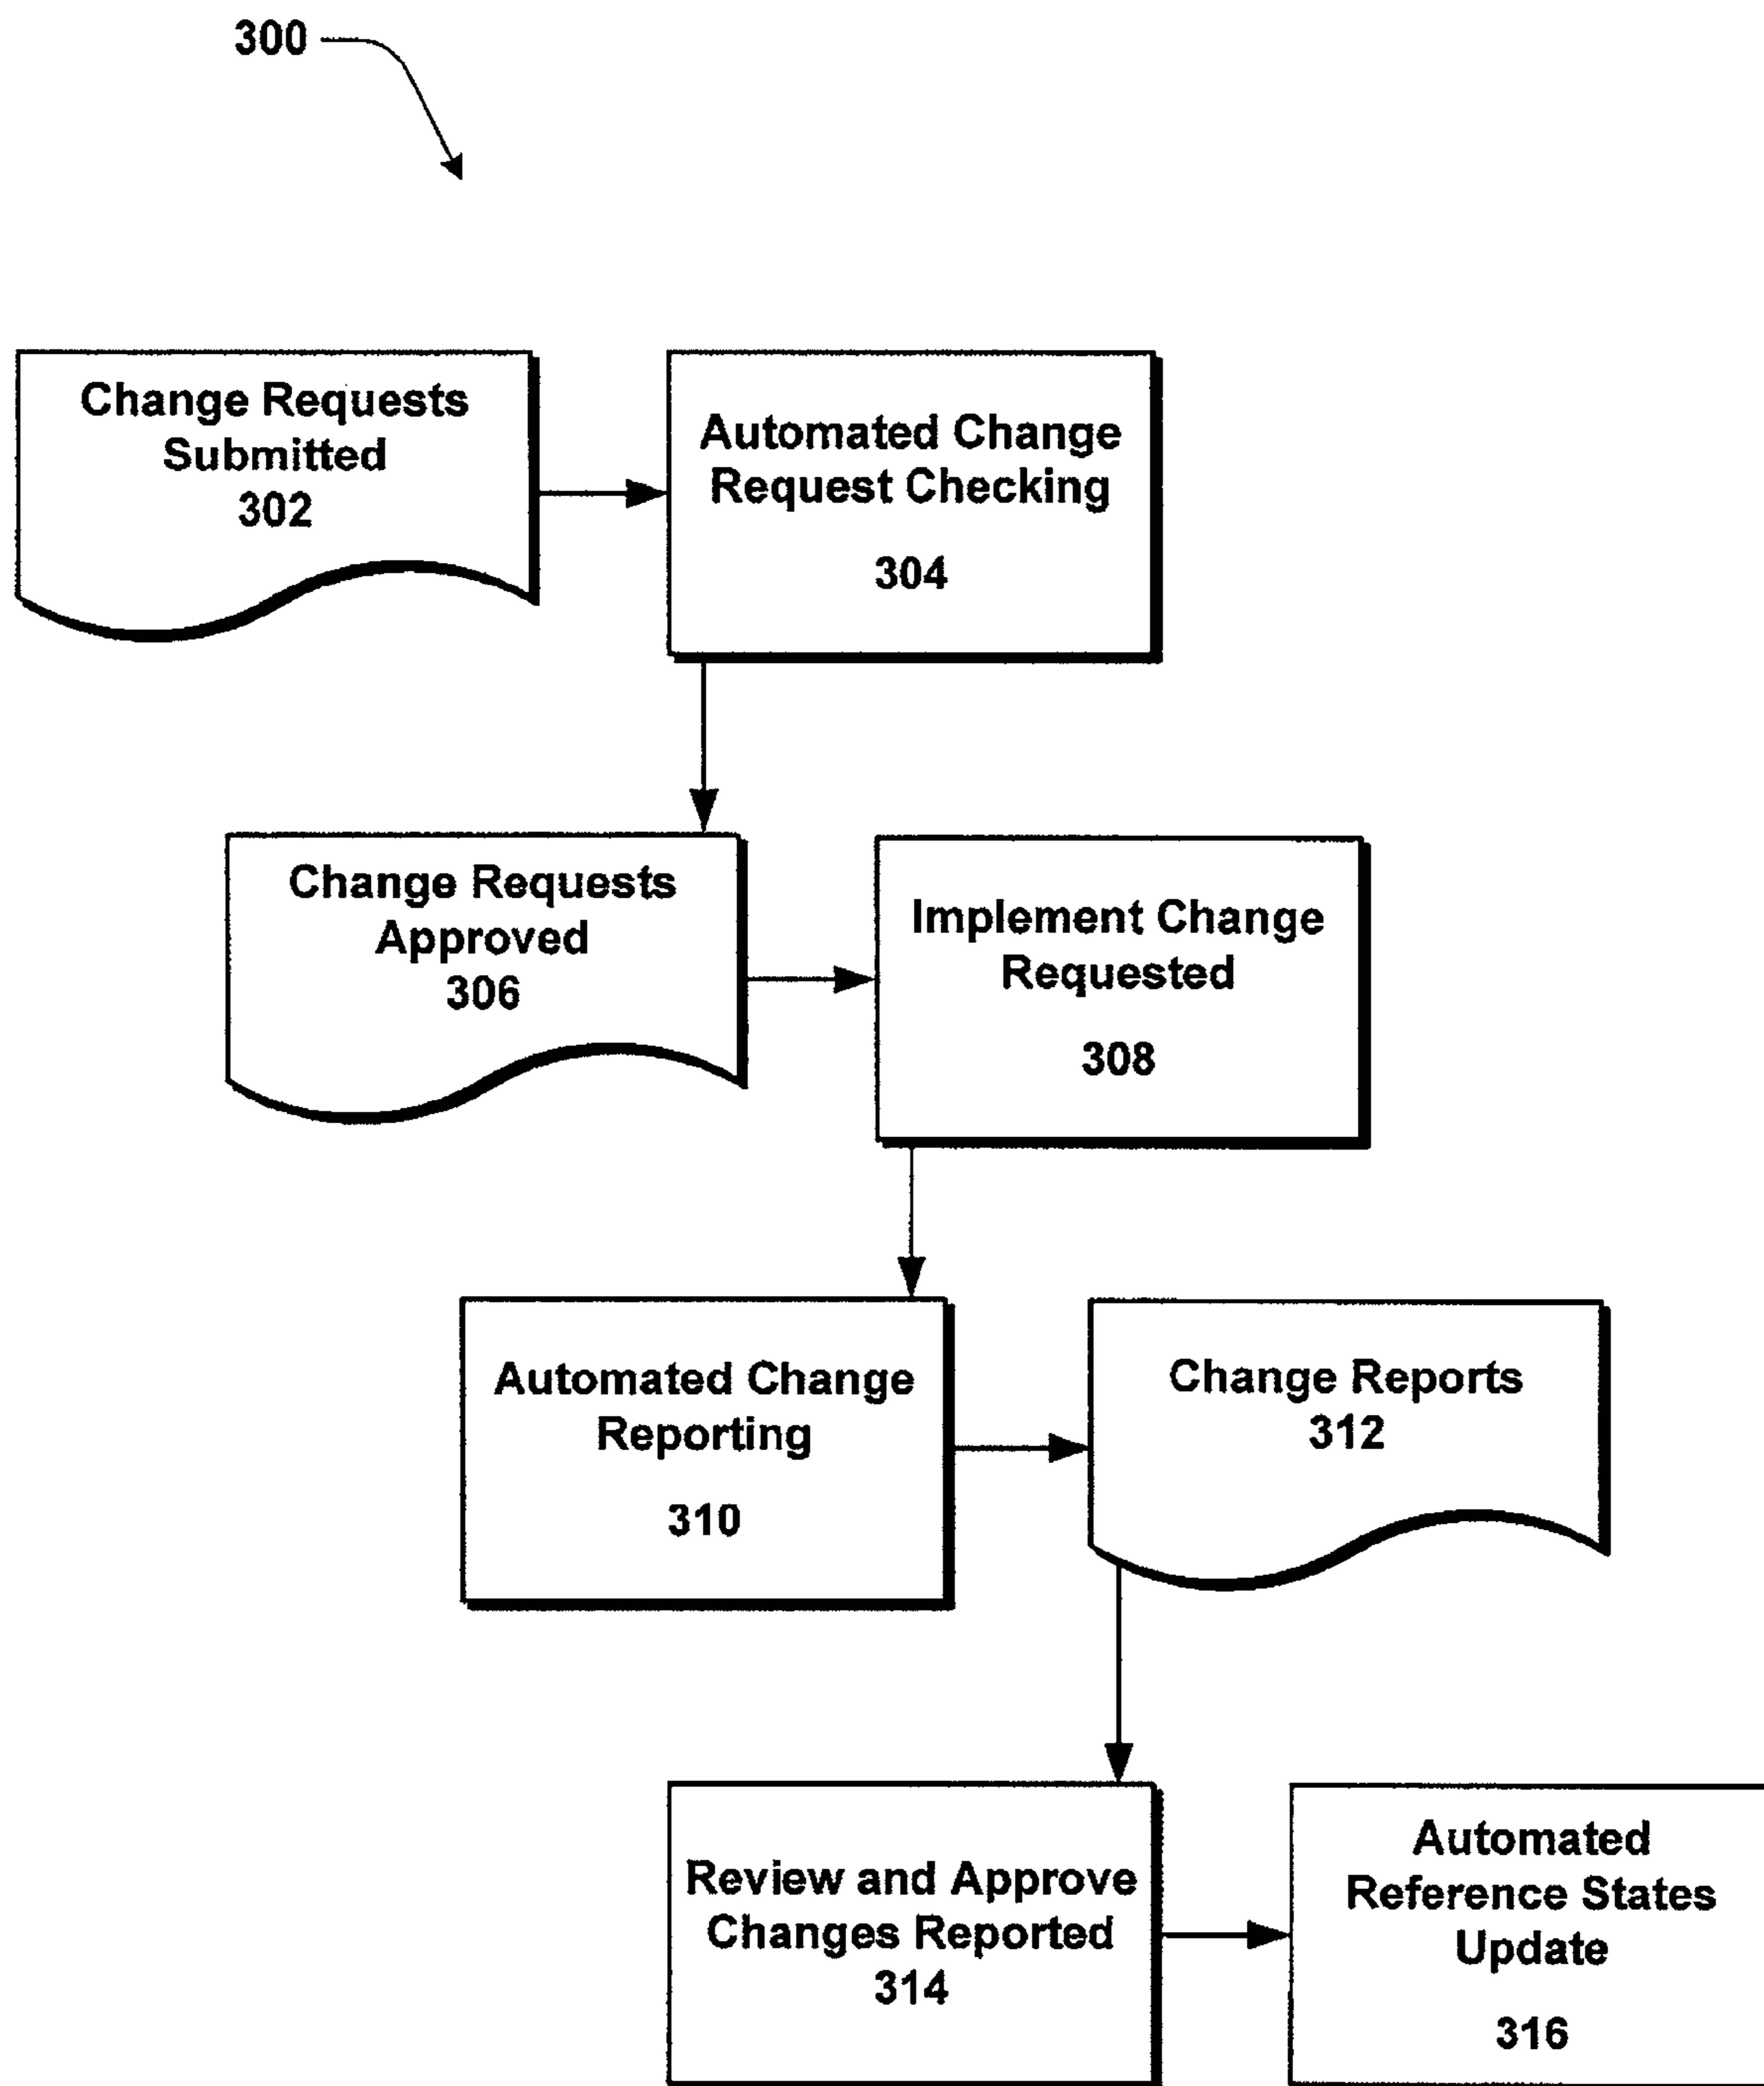 300
Change Requests
Submitted
302
Automated Change
Request Checking
304
Change Requests
Approved
306
Implement Change
Requested
308
Automated Change
Reporting
310
Change Reports
312
Review and Approve
Changes Reported
314
Automated
Reference States
Update
316